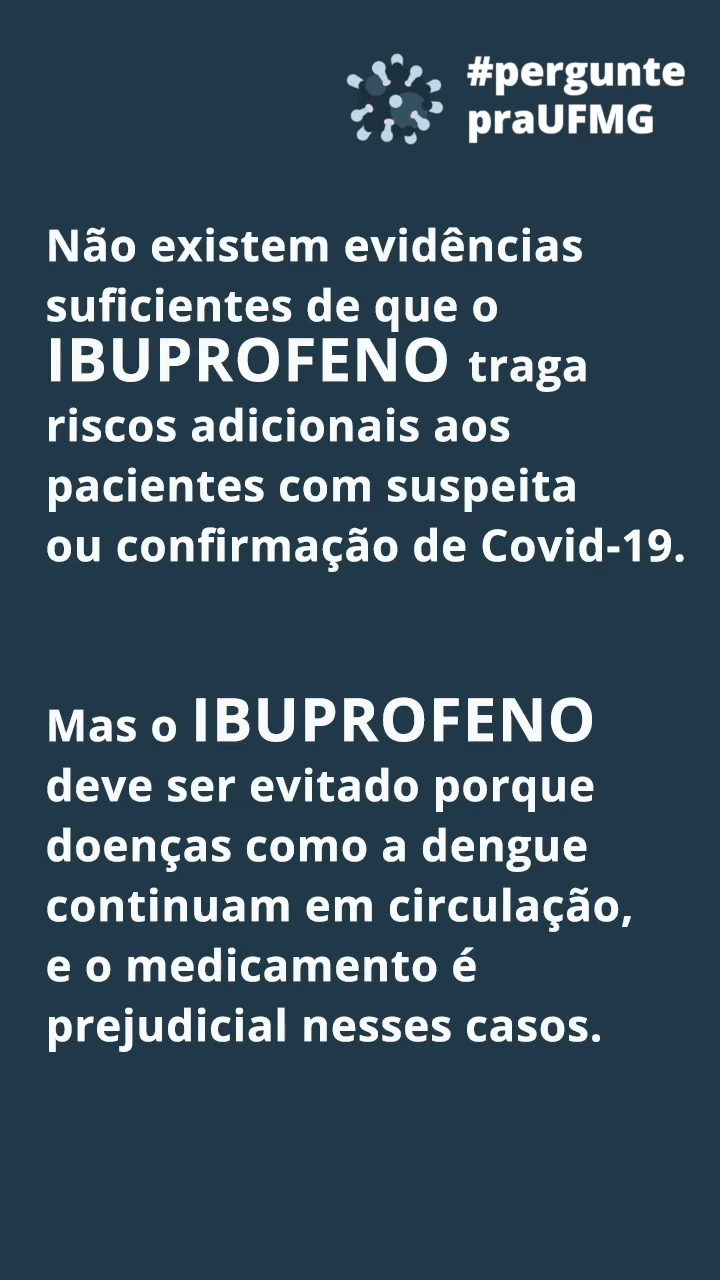 #pergunte
praUFMG
Não existem evidências
suficientes de que o
IBUPROFENO traga
riscos adicionais aos
pacientes com suspeita
ou confirmação de Covid-19.
Mas o IBUPROFENO
deve ser evitado porque
doenças como a dengue
continuam em circulação,
e o medicamento é
prejudicial nesses casos.